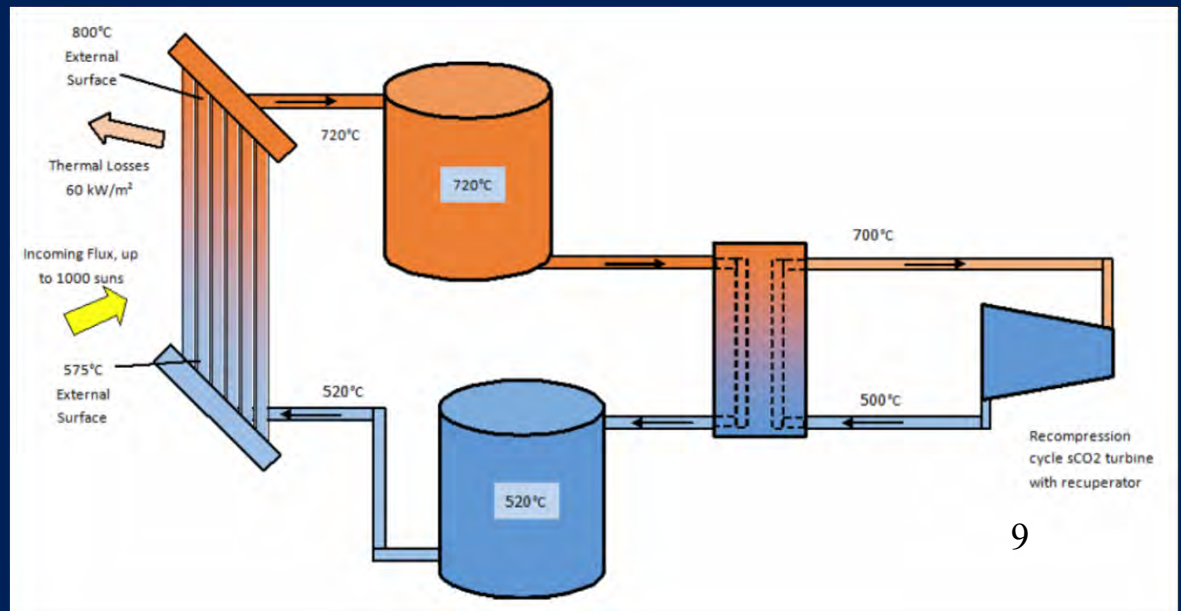 800°C
External
Surface
Thermal Losses
60 kW/m²
Incoming Flux, up
to 1000 suns
575°C
External
Surface
720°C
720°C
700°C
520°C
520°C
500°C
Recompression
cycle sCO2 turbine
with recuperator
9